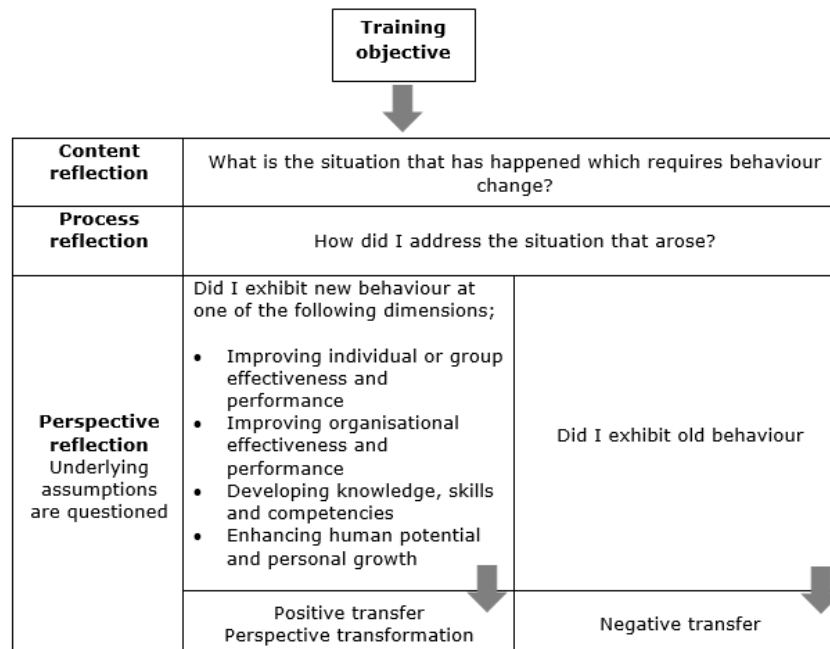 Training
objective
Content
reflection
What is the situation that has happened which requires behaviour
change?
Process
reflection
How did I address the situation that arose?
Perspective
reflection
Underlying
assumptions
are questioned
Did I exhibit new behaviour at
one of the following dimensions;
• Improving individual or group
effectiveness and
performance
• Improving organisational
effectiveness and
performance
• Developing knowledge, skills
and competencies
• Enhancing human potential
and personal growth
Did I exhibit old behaviour
Positive transfer
Perspective transformation
Negative transfer